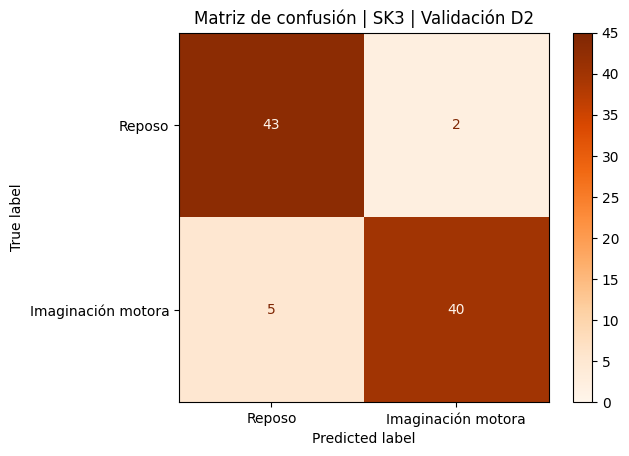 Matriz de confusión | SK3 | Validación D2
True label
Reposo
43
2
Imaginación motora
5
40
Reposo
Imaginación motora
Predicted label
45
40
35
30
25
20
15
10
5
0